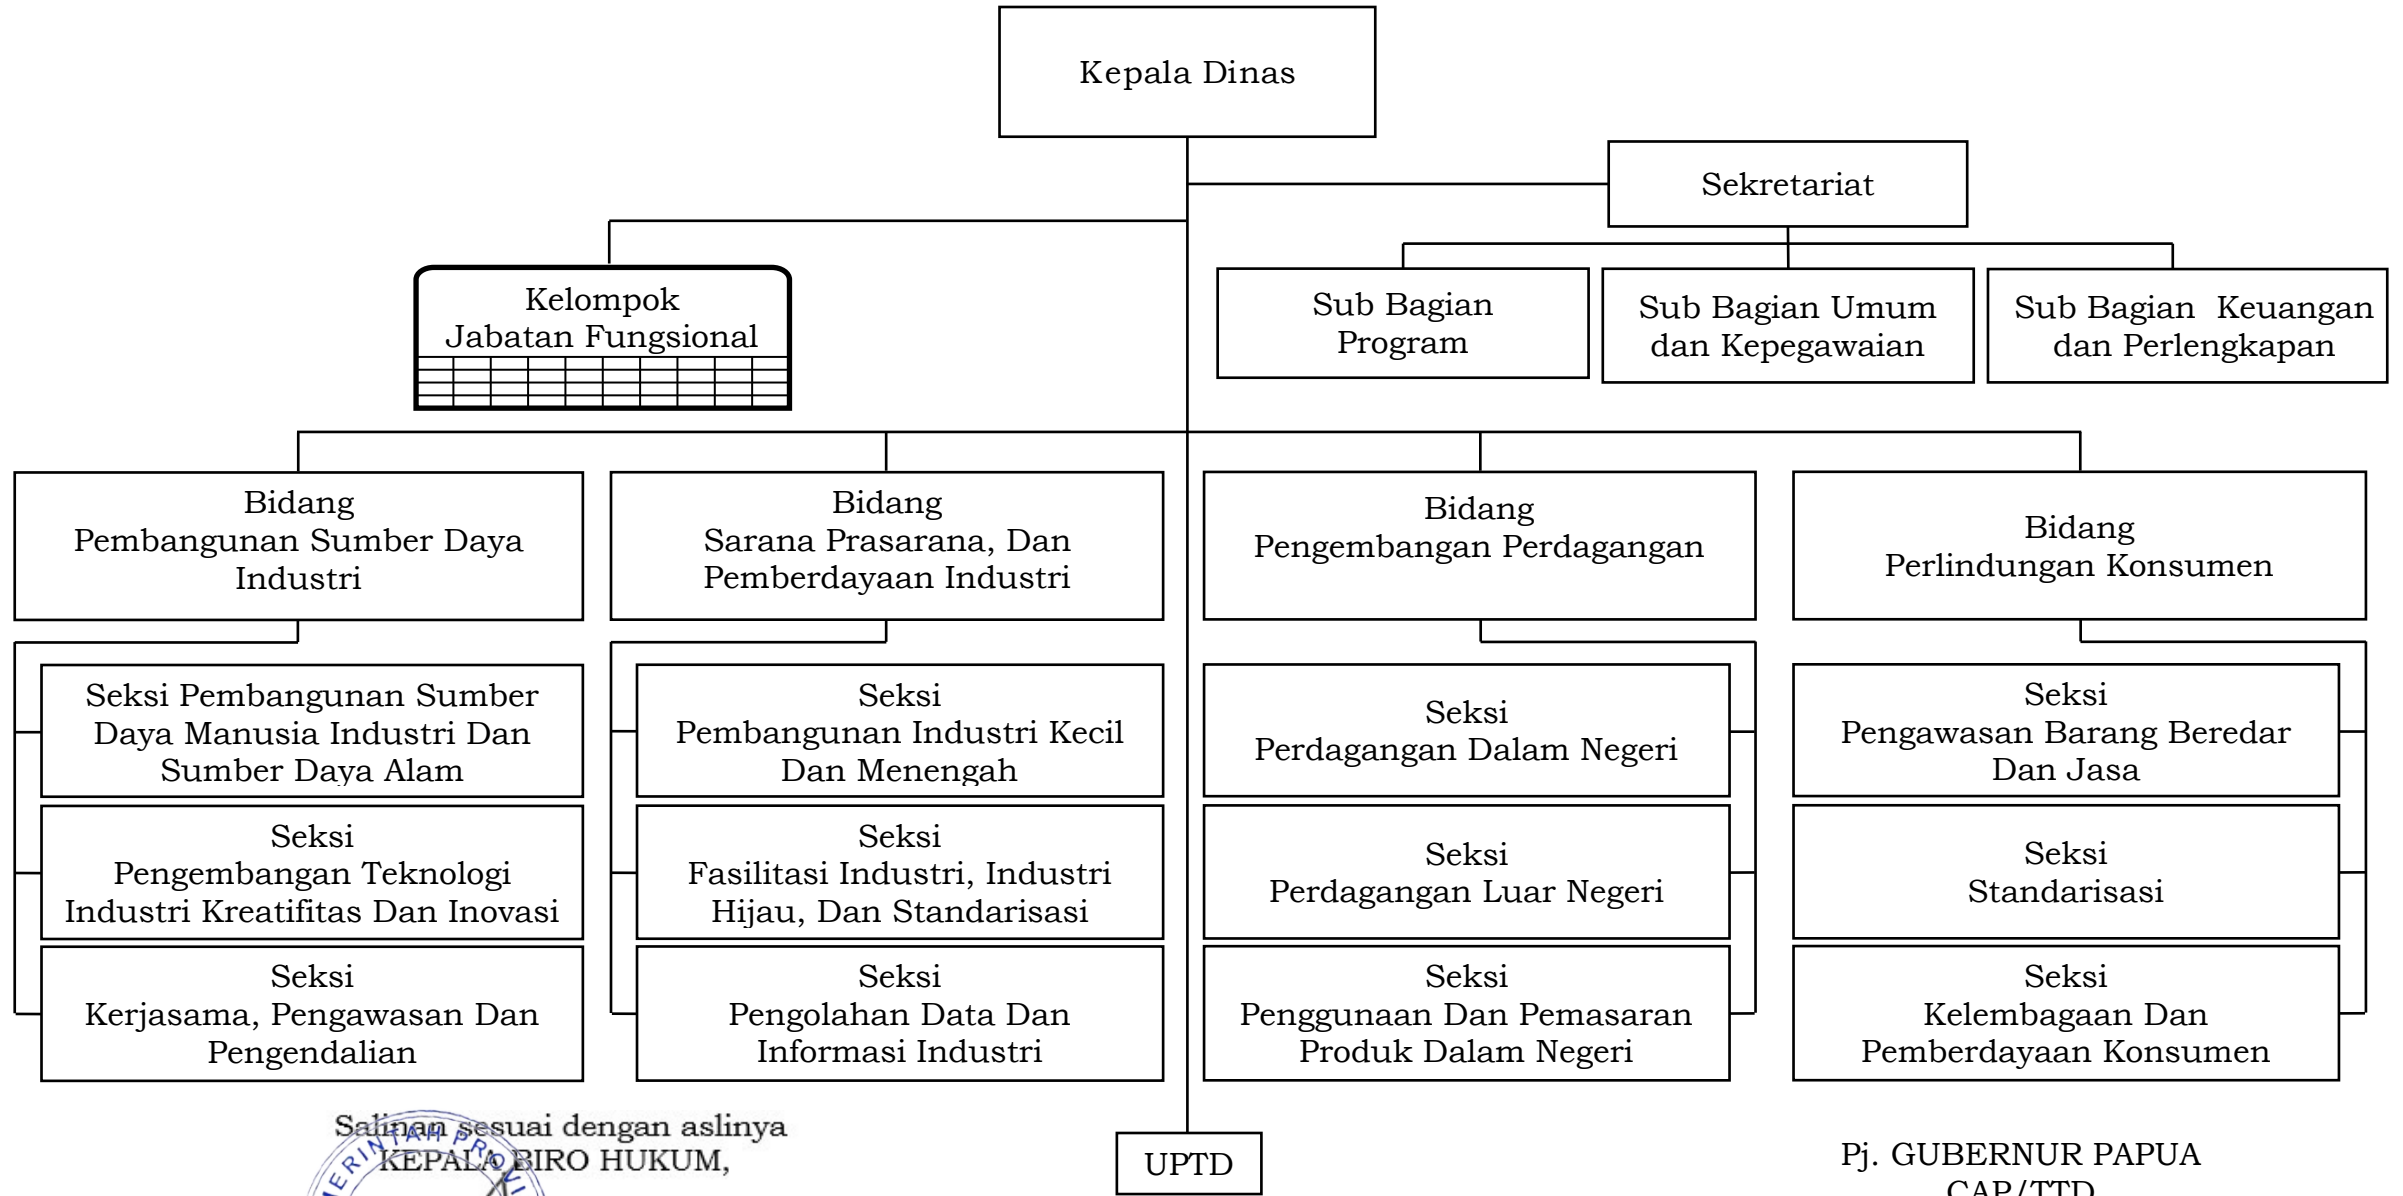 Kepala Dinas
Sekretariat
Kelompok
Jabatan Fungsional
Sub Bagian
Program
Sub Bagian Umum
dan Kepegawaian
Sub Bagian Keuangan
dan Perlengkapan
Bidang
Pembangunan Sumber Daya
Industri
Bidang
Sarana Prasarana, Dan
Pemberdayaan Industri
Bidang
Pengembangan Perdagangan
Bidang
Perlindungan Konsumen
Seksi Pembangunan Sumber
Daya Manusia Industri Dan
Sumber Daya Alam
Seksi
Pembangunan Industri Kecil
Dan Menengah
Seksi
Perdagangan Dalam Negeri
Seksi
Pengawasan Barang Beredar
Dan Jasa
Seksi
Pengembangan Teknologi
Industri Kreatifitas Dan Inovasi
Seksi
Fasilitasi Industri, Industri
Hijau, Dan Standarisasi
Seksi
Perdagangan Luar Negeri
Seksi
Standarisasi
Seksi
Kerjasama, Pengawasan Dan
Pengendalian
Seksi
Pengolahan Data Dan
Informasi Industri
Seksi
Penggunaan Dan Pemasaran
Produk Dalam Negeri
Seksi
Kelembagaan Dan
Pemberdayaan Konsumen
Salinan sesuai dengan aslinya
KEPALA BIRO HUKUM,
UPTD
Pj. GUBERNUR PAPUA
CAP/TTD